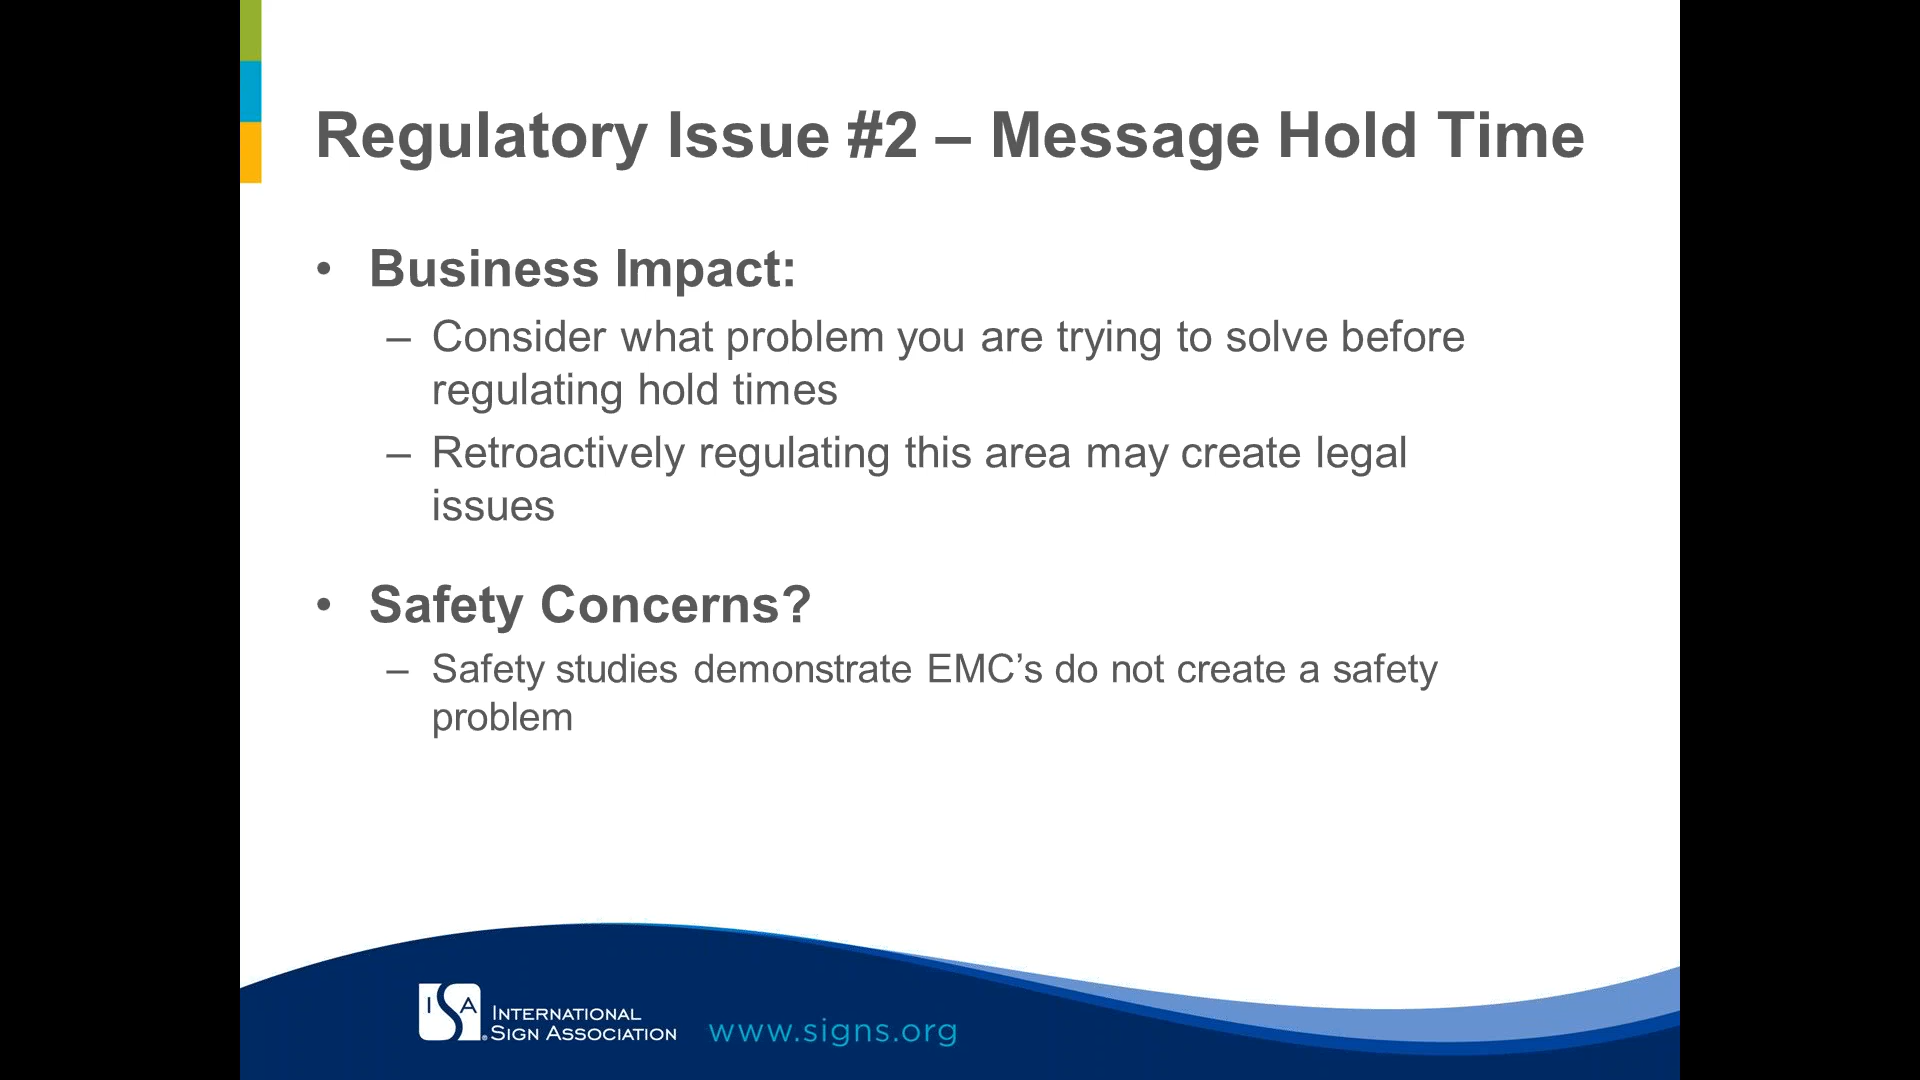 Regulatory Issue #2 – Message Hold Time
• Business Impact:
– Consider what problem you are trying to solve before
regulating hold times
– Retroactively regulating this area may create legal
issues
• Safety Concerns?
– Safety studies demonstrate EMC’s do not create a safety
problem
ISA®
INTERNATIONAL
SIGN ASSOCIATION
www.signs.org